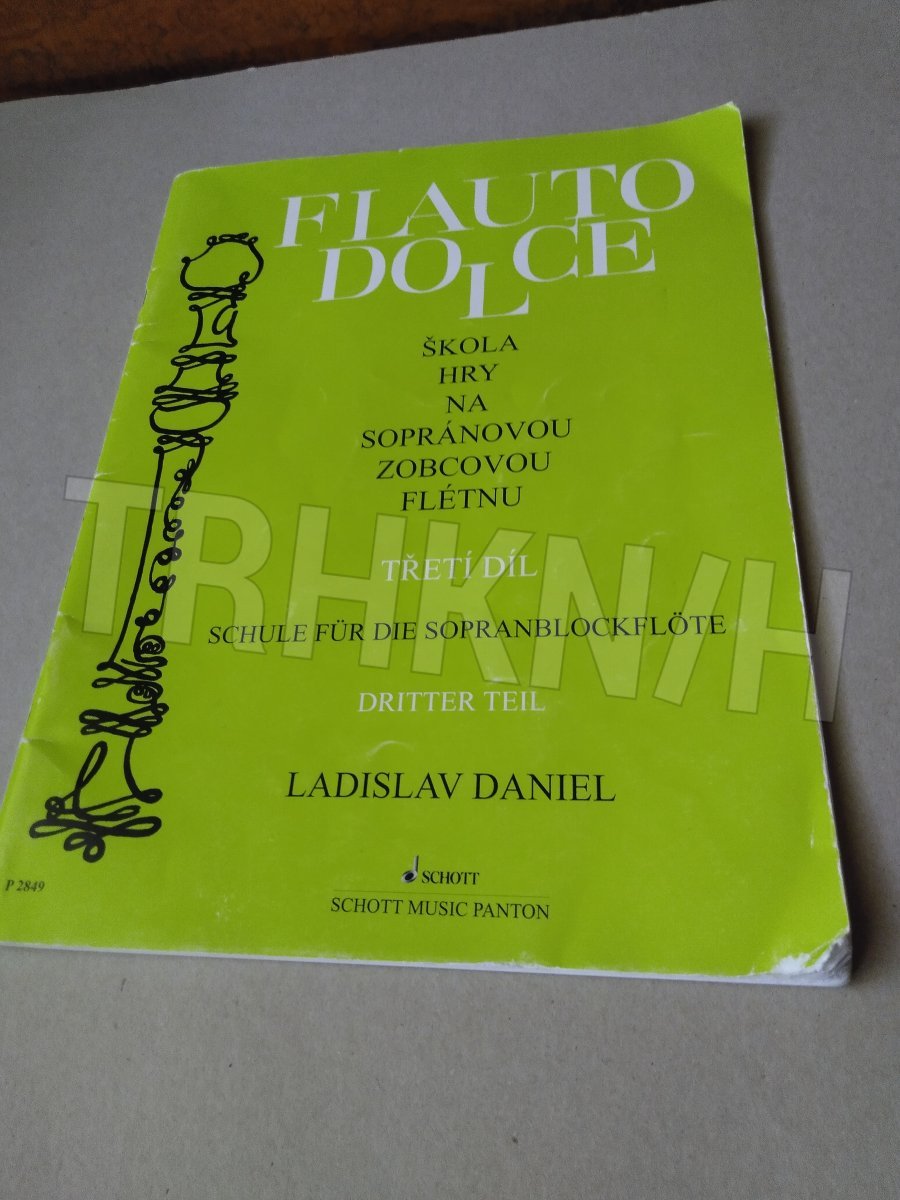 FLAUTO
DOLCE
ŠKOLA
HRY
NA
SOPRÁNOVOU
ZOBCOVOU
FLÉTNU
TRHKN/H
TŘETÍ DÍL
SCHULE FÜR DIE SOPRANBLOCKFLÖTE
DRITTER TEIL
LADISLAV DANIEL
P 2849
SCHOTT
SCHOTT MUSIC PANTON